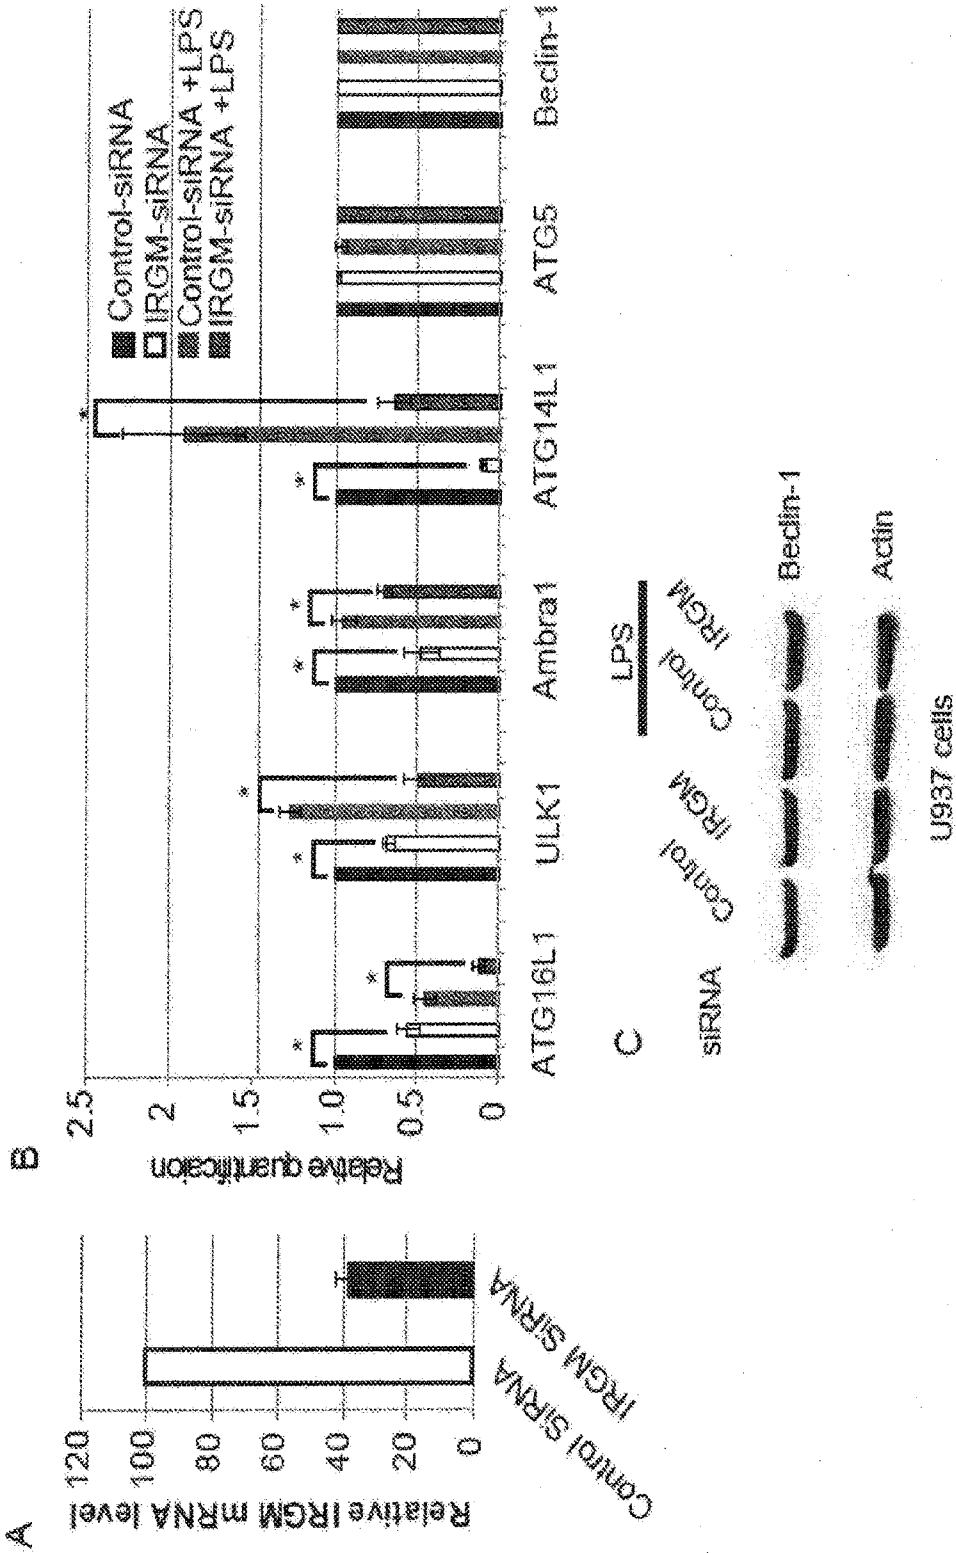 A
Relative IRGM mRNA level
120
100
80
60
40
20
0
Control SiRNA
IRGM SiRNA
B
Relative quantificaion
2.5
2
1.5
1.0
0.5
0
Control-siRNA
IRGM-siRNA
Control-siRNA +LPS
IRGM-siRNA +LPS
* * * * * * * *
ATG16L1 ULK1 Ambra1 ATG14L1 ATG5 Beclin-1
C
LPS
siRNA Control IRGM Control IRGM
Beclin-1
Actin
U937 cells